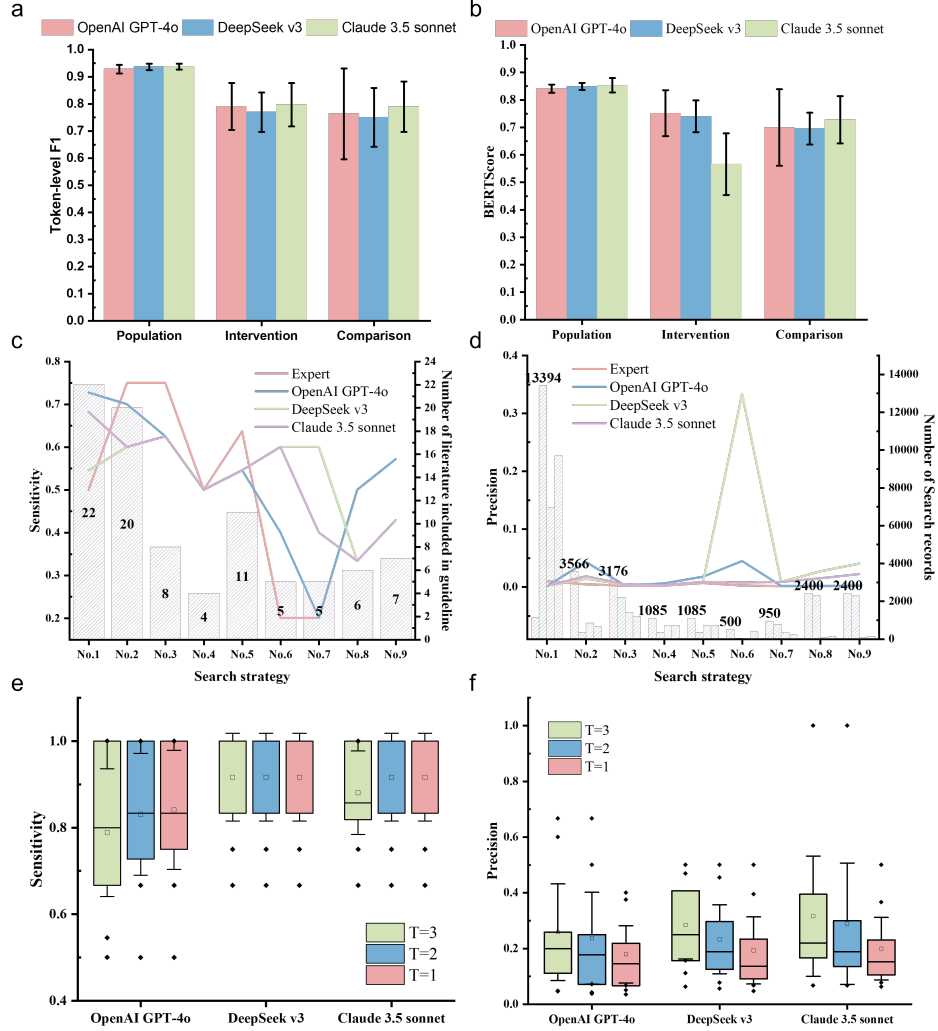 a
OpenAI GPT-4o DeepSeek v3 Claude 3.5 sonnet
1.0
0.9
0.8
0.7
0.6
0.5
0.4
0.3
0.2
0.1
0.0
Token-level F1
Population Intervention Comparison
b
OpenAI GPT-4o DeepSeek v3 Claude 3.5 sonnet
1.0
0.9
0.8
0.7
0.6
0.5
0.4
0.3
0.2
0.1
0.0
BERTScore
Population Intervention Comparison
c
Expert
OpenAI GPT-4o
DeepSeek v3
Claude 3.5 sonnet
0.8
0.7
0.6
0.5
0.4
0.3
0.2
Sensitivity
22 20 8 4 11 5 5 6 7
24
22
20
18
16
14
12
10
8
6
4
2
0
Number of literature included in guideline
No.1 No.2 No.3 No.4 No.5 No.6 No.7 No.8 No.9
Search strategy
d
Expert
OpenAI GPT-4o
DeepSeek v3
Claude 3.5 sonnet
0.4
0.3
0.2
0.1
0.0
Precision
13394 3566 3176 1085 1085 500 950 2400 2400
14000
12000
10000
8000
6000
4000
2000
0
Number of Search records
No.1 No.2 No.3 No.4 No.5 No.6 No.7 No.8 No.9
Search strategy
e
1.0
0.8
0.6
0.4
Sensitivity
T=3
T=2
T=1
OpenAI GPT-4o DeepSeek v3 Claude 3.5 sonnet
f
T=3
T=2
T=1
1.0
0.8
0.6
0.4
0.2
0.0
Precision
OpenAI GPT-4o DeepSeek v3 Claude 3.5 sonnet